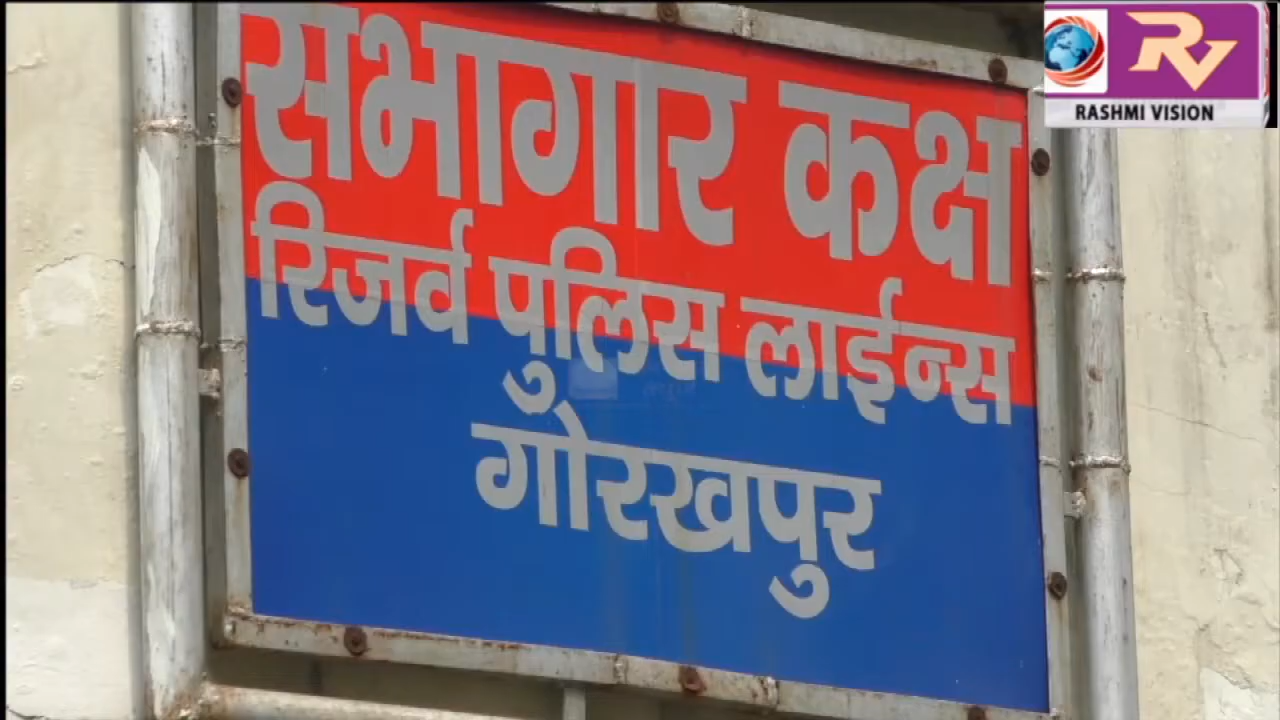 सभागार कक्ष
रिजर्व पुलिस लाईन्स
गोरखपुर
RV
RASHMI VISION